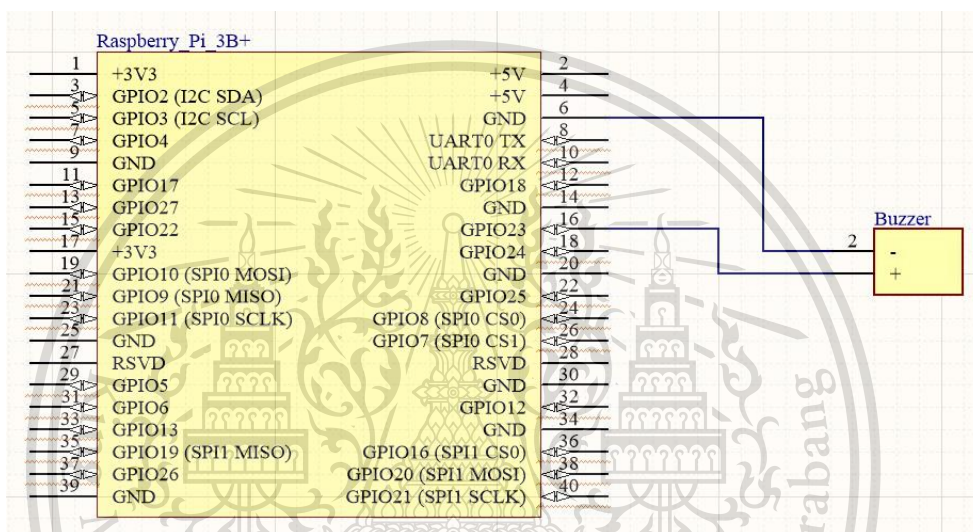 Raspberry_Pi_3B+
1 +3V3 +5V 2
3 GPIO2 (I2C SDA) +5V 4
5 GPIO3 (I2C SCL) GND 6
7 GPIO4 UART0 TX 8
9 GND UART0 RX 10
11 GPIO17 GPIO18 12
13 GPIO27 GND 14
15 GPIO22 GPIO23 16
17 +3V3 GPIO24 18
19 GPIO10 (SPI0 MOSI) GND 20
21 GPIO9 (SPI0 MISO) GPIO25 22
23 GPIO11 (SPI0 SCLK) GPIO8 (SPI0 CS0) 24
25 GND GPIO7 (SPI0 CS1) 26
27 RSVD RSVD 28
29 GPIO5 GND 30
31 GPIO6 GPIO12 32
33 GPIO13 GND 34
35 GPIO19 (SPI1 MISO) GPIO16 (SPI1 CS0) 36
37 GPIO26 GPIO20 (SPI1 MOSI) 38
39 GND GPIO21 (SPI1 SCLK) 40
Buzzer
2 -
+